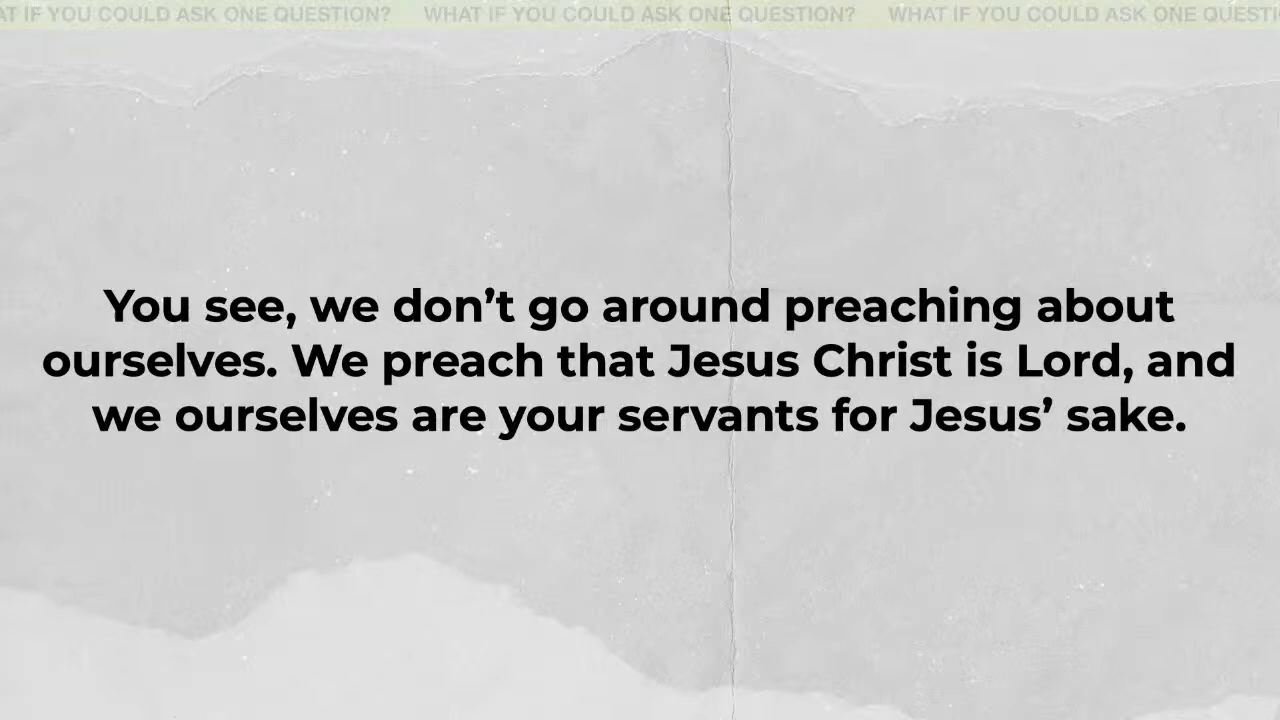 AT IF YOU COULD ASK ONE QUESTION? WHAT IF YOU COULD ASK ONE QUESTION? WHAT IF YOU COULD ASK ONE QUESTI
You see, we don’t go around preaching about
ourselves. We preach that Jesus Christ is Lord, and
we ourselves are your servants for Jesus’ sake.